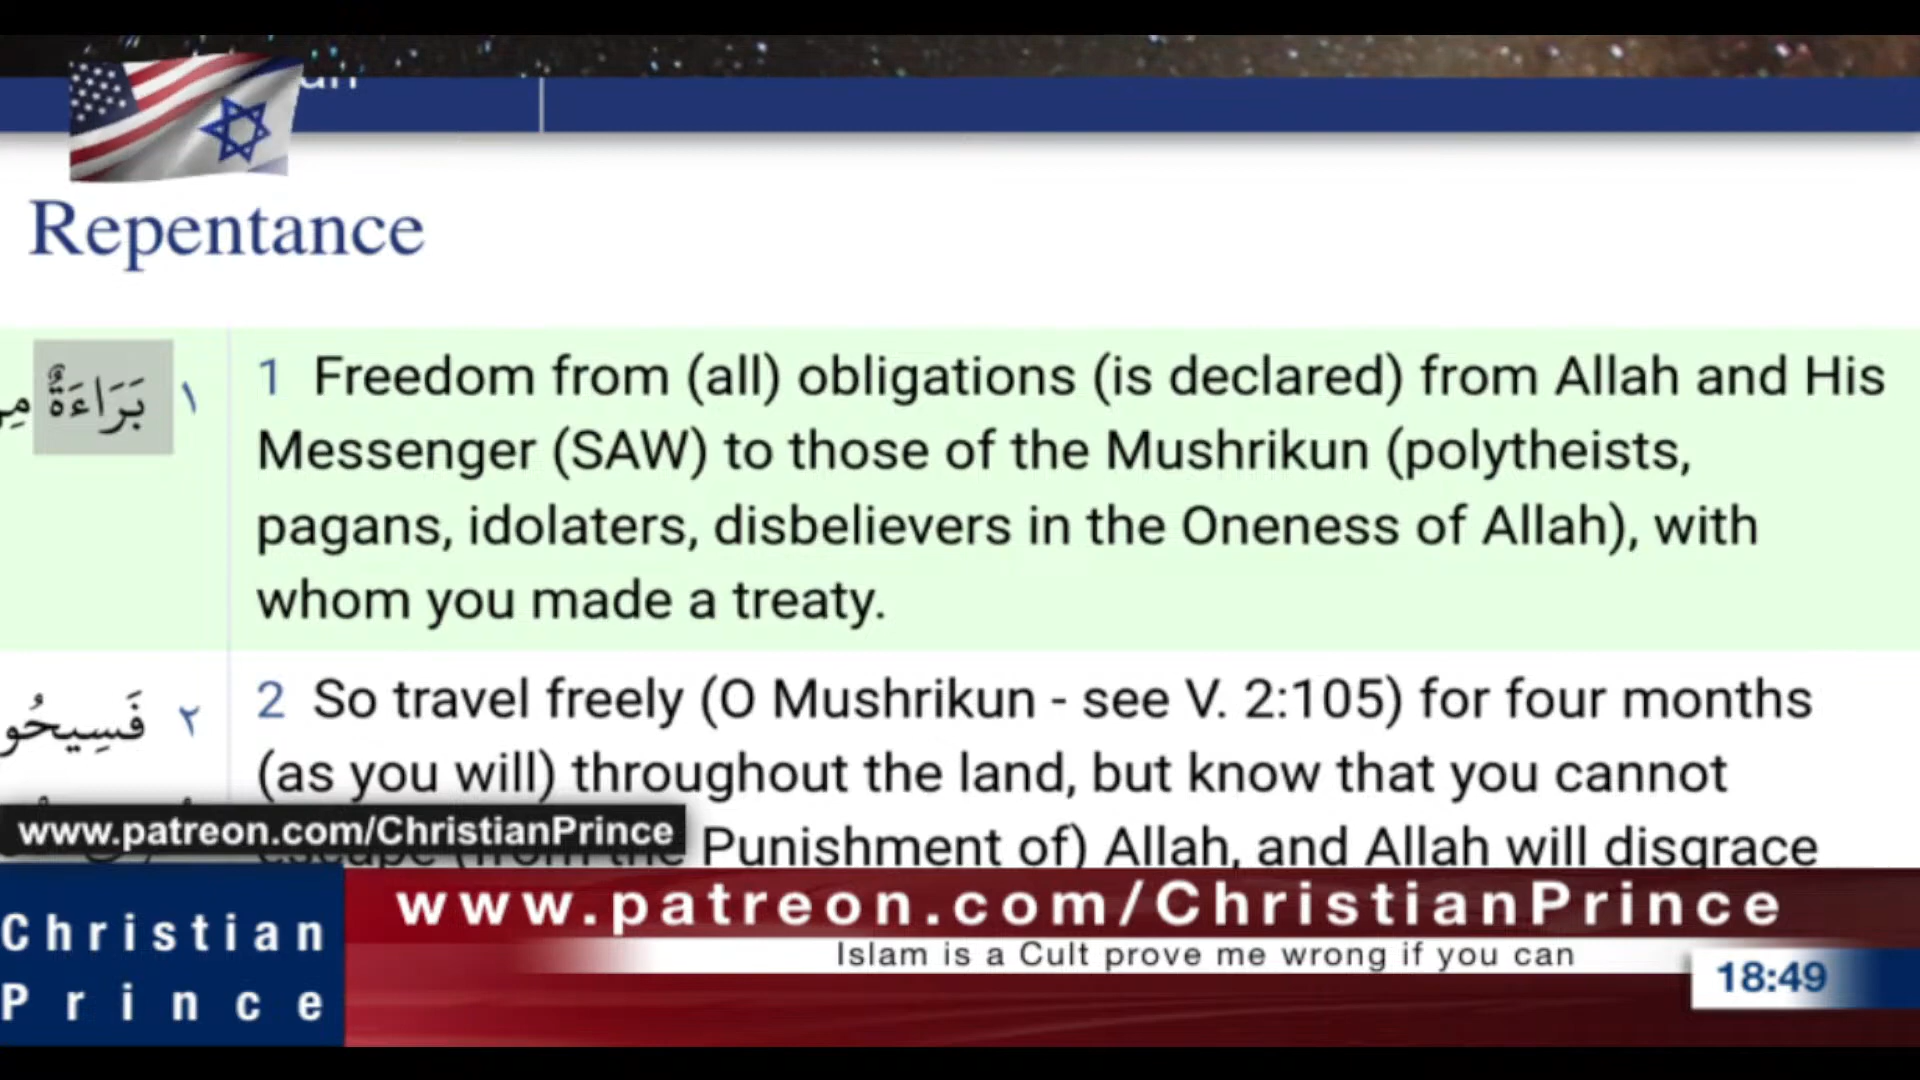 Repentance
بَرَاءَةٌ ١
1 Freedom from (all) obligations (is declared) from Allah and His
Messenger (SAW) to those of the Mushrikun (polytheists,
pagans, idolaters, disbelievers in the Oneness of Allah), with
whom you made a treaty.
٢
2 So travel freely (O Mushrikun - see V. 2:105) for four months
(as you will) throughout the land, but know that you cannot
escape (from the Punishment of) Allah, and Allah will disgrace
www.patreon.com/ChristianPrince
www.patreon.com/ChristianPrince
Christian
Prince
Islam is a Cult prove me wrong if you can
18:49